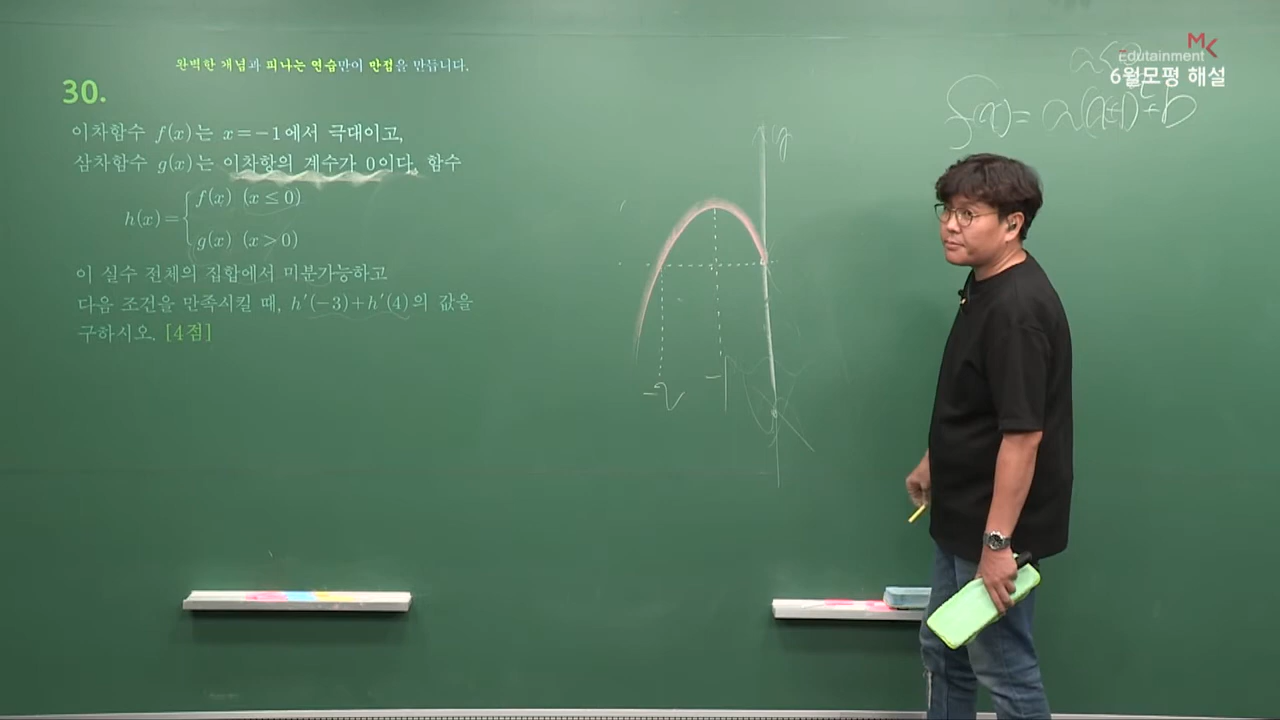 완벽한 개념과 피나는 연습만이 만점을 만듭니다.
30.
이차함수 f(x)는 x=−1에서 극대이고,
삼차함수 g(x)는 이차항의 계수가 0이다. 함수
h(x)={ f(x) (x≤0)
g(x) (x>0)
이 실수 전체의 집합에서 미분가능하고
다음 조건을 만족시킬 때, h′(−3)+h′(4)의 값을
구하시오. [4점]
MK
Edutainment
6월모평 해설
a<0
f(x)= a(x+1)²+b
y
-2
-1